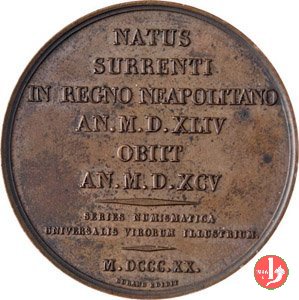 NATUS
SURRENTI
IN REGNO NEAPOLITANO
AN. M. D. XLIV
OBIIT
AN. M. D. XCV
SERIES NUMISMATICA
UNIVERSALIS VIRORUM ILLUSTRIUM.
M. DCCC. XX.
DURAND EDIDIT